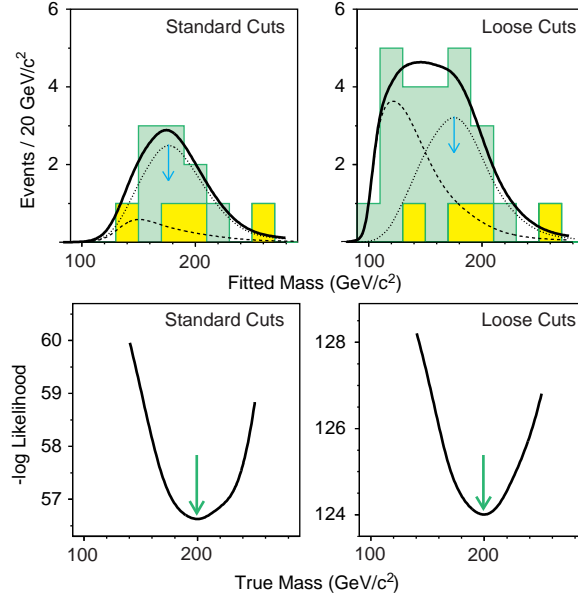 Standard Cuts
Loose Cuts
Events / 20 GeV/c²
6
4
2
6
4
2
100
200
100
200
Fitted Mass (GeV/c²)
Standard Cuts
Loose Cuts
-log Likelihood
60
59
58
57
128
126
124
100
200
100
200
True Mass (GeV/c²)